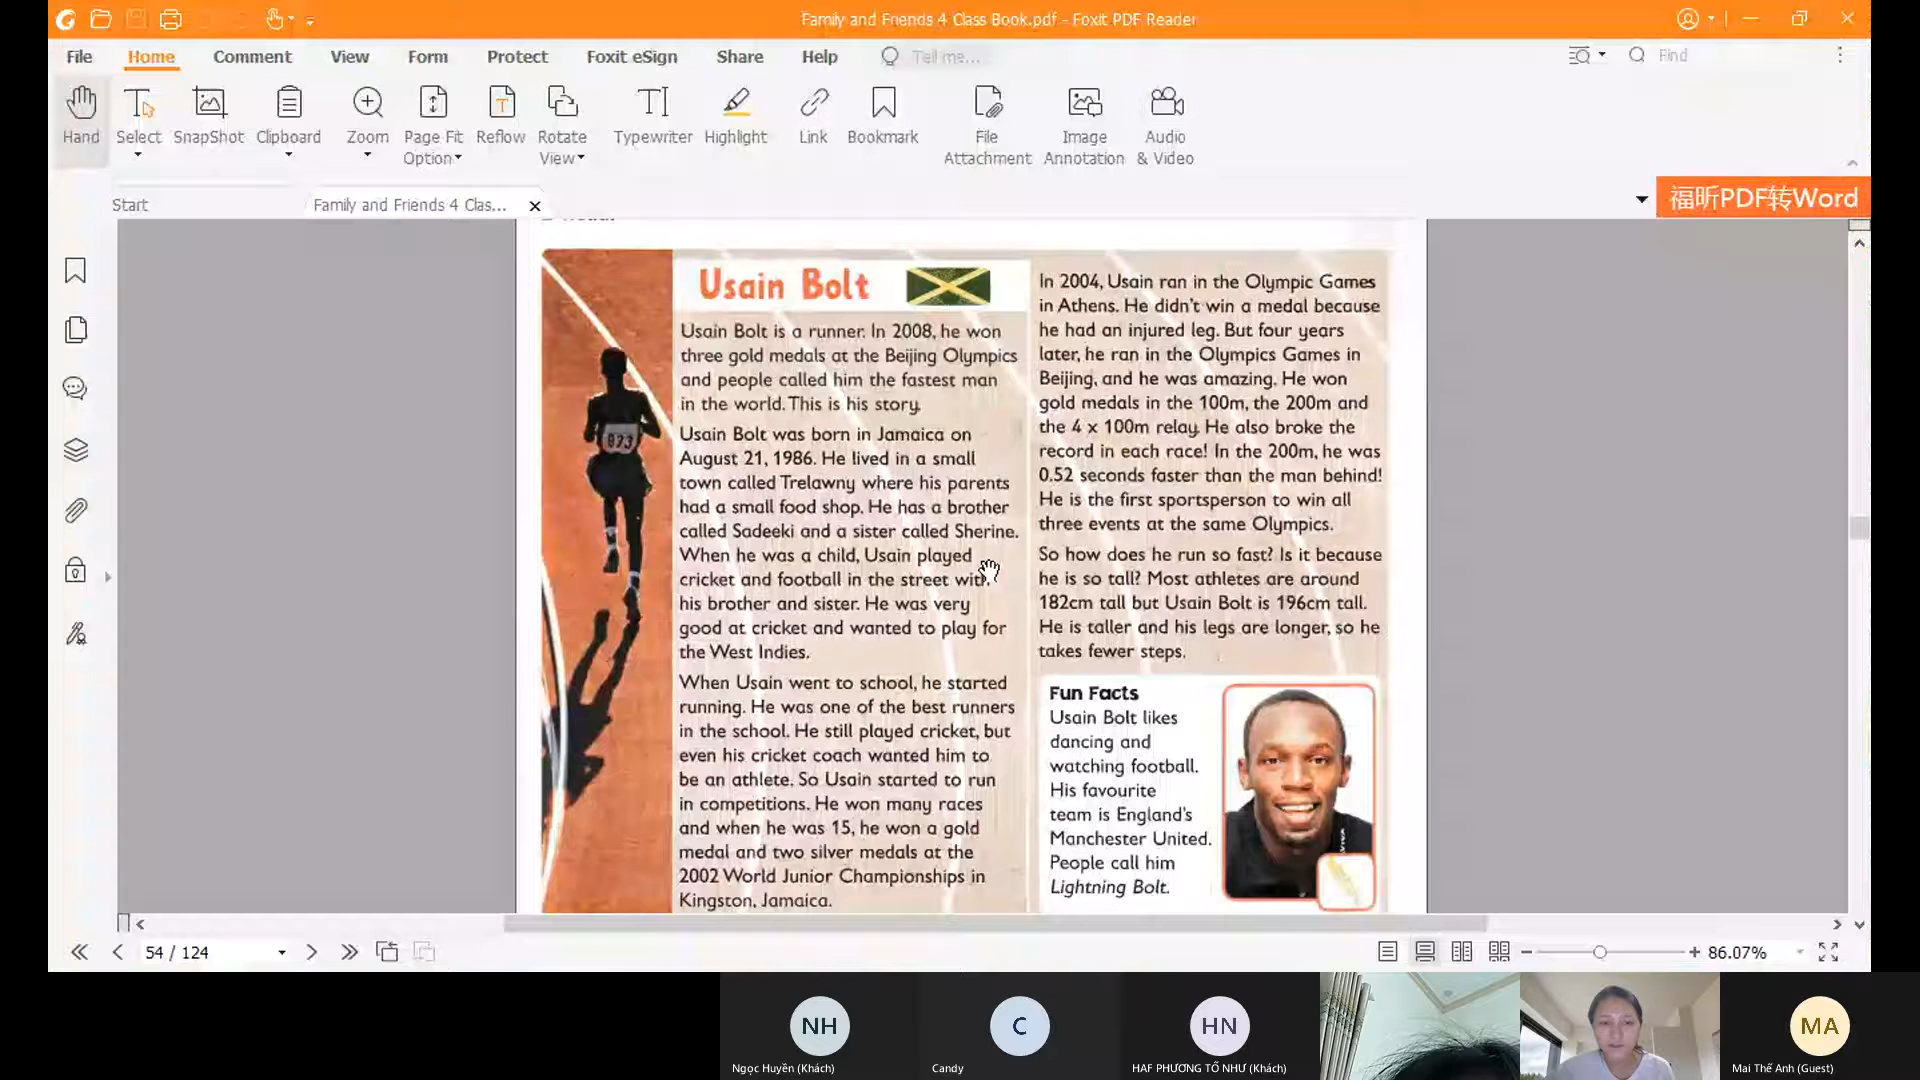 Family and Friends 4 Class Book.pdf - Foxit PDF Reader
File Home Comment View Form Protect Foxit eSign Share Help Tell me... Find
Hand Select SnapShot Clipboard Zoom Page Fit Option Reflow Rotate View Typewriter Highlight Link Bookmark File Attachment Image Annotation Audio & Video
Start Family and Friends 4 Clas... 福昕PDF转Word
Usain Bolt
Usain Bolt is a runner. In 2008, he won
three gold medals at the Beijing Olympics
and people called him the fastest man
in the world. This is his story.
Usain Bolt was born in Jamaica on
August 21, 1986. He lived in a small
town called Trelawny where his parents
had a small food shop. He has a brother
called Sadeeki and a sister called Sherine.
When he was a child, Usain played
cricket and football in the street with
his brother and sister. He was very
good at cricket and wanted to play for
the West Indies.
When Usain went to school, he started
running. He was one of the best runners
in the school. He still played cricket, but
even his cricket coach wanted him to
be an athlete. So Usain started to run
in competitions. He won many races
and when he was 15, he won a gold
medal and two silver medals at the
2002 World Junior Championships in
Kingston, Jamaica.
In 2004, Usain ran in the Olympic Games
in Athens. He didn't win a medal because
he had an injured leg. But four years
later, he ran in the Olympics Games in
Beijing, and he was amazing. He won
gold medals in the 100m, the 200m and
the 4 x 100m relay. He also broke the
record in each race! In the 200m, he was
0.52 seconds faster than the man behind!
He is the first sportsperson to win all
three events at the same Olympics.
So how does he run so fast? Is it because
he is so tall? Most athletes are around
182cm tall but Usain Bolt is 196cm tall.
He is taller and his legs are longer, so he
takes fewer steps.
Fun Facts
Usain Bolt likes
dancing and
watching football.
His favourite
team is England's
Manchester United.
People call him
Lightning Bolt.
873
54 / 124 86.07%
NH C HN MA
Ngọc Huyền (Khách) Candy HAF PHƯƠNG TỐ NHƯ (Khách) Mai Thế Anh (Guest)